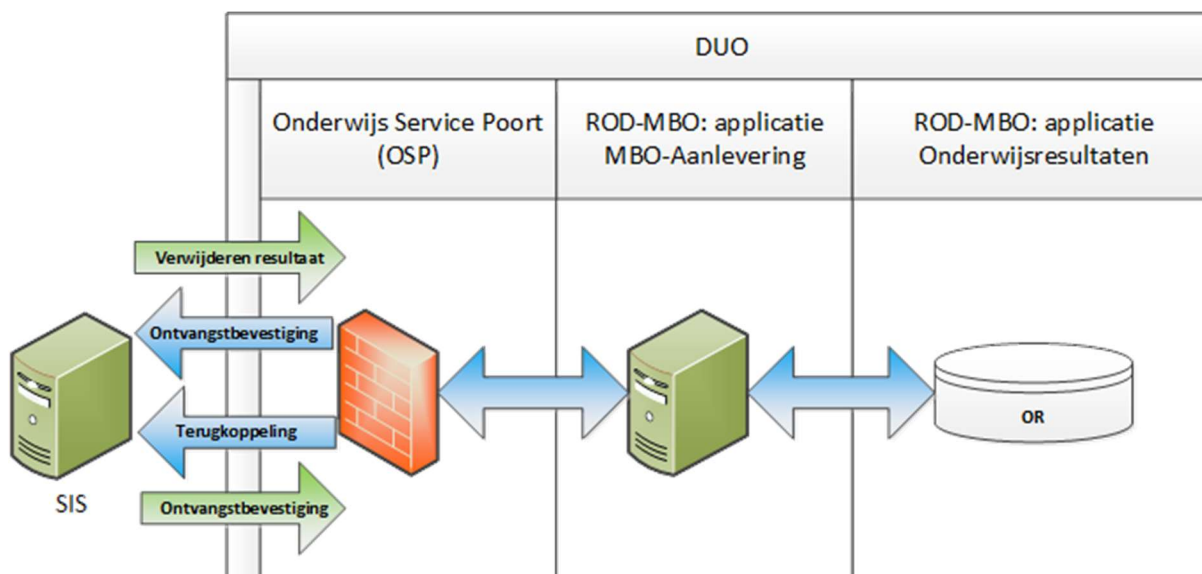 DUO
Onderwijs Service Poort
(OSP)
ROD-MBO: applicatie
MBO-Aanlevering
ROD-MBO: applicatie
Onderwijsresultaten
Verwijderen resultaat
Ontvangstbevestiging
Terugkoppeling
Ontvangstbevestiging
SIS
OR